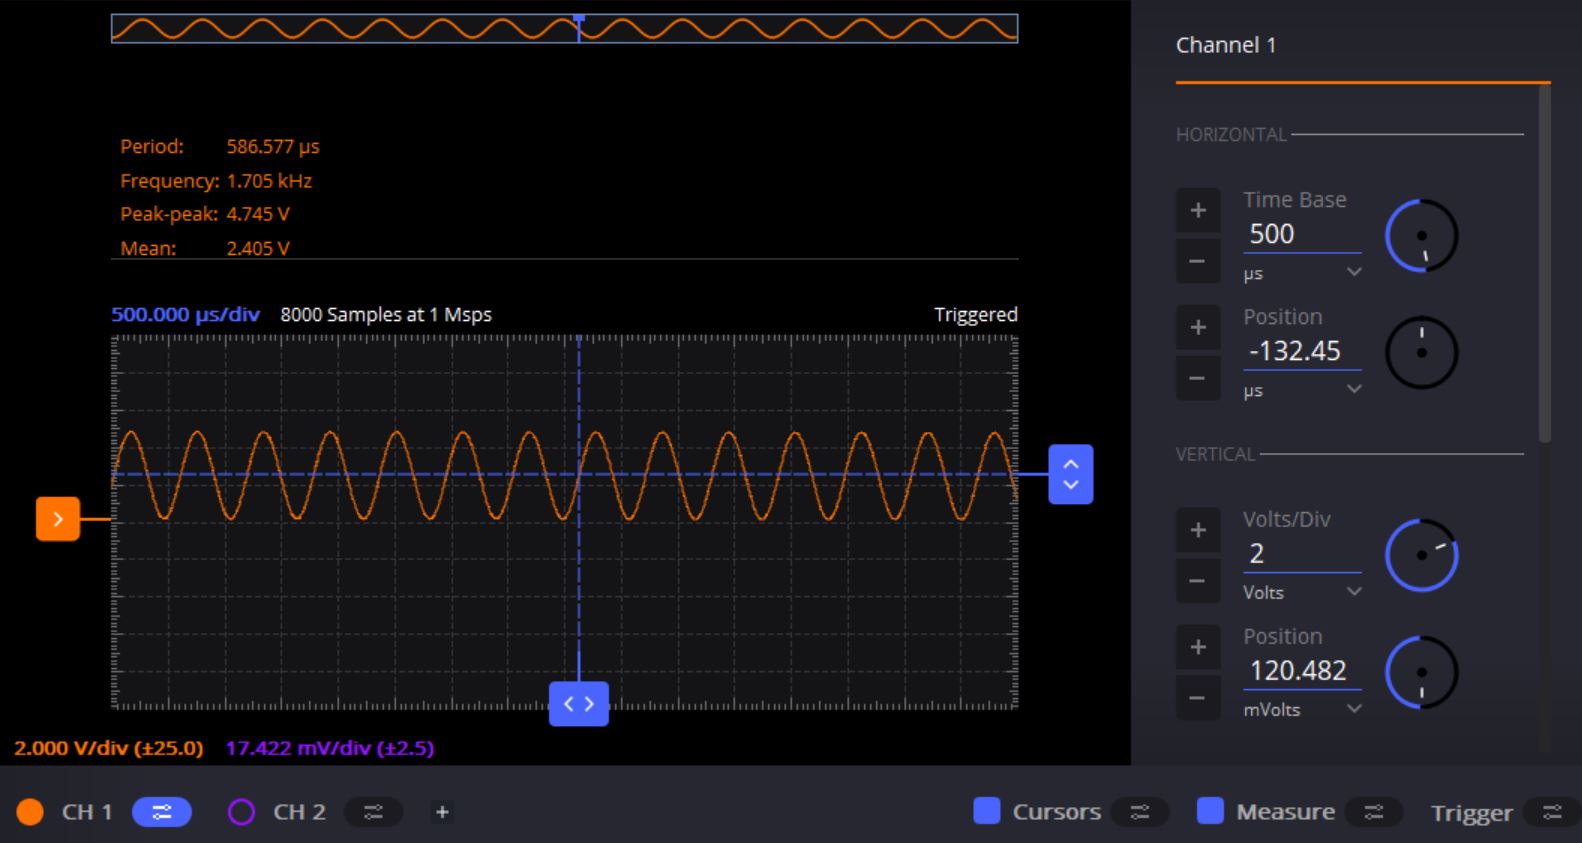 Channel 1
HORIZONTAL
Period: 586.577 µs
Frequency: 1.705 kHz
Peak-peak: 4.745 V
Mean: 2.405 V
Time Base
500
µs
500.000 µs/div 8000 Samples at 1 Msps Triggered
Position
-132.45
µs
VERTICAL
Volts/Div
2
Volts
Position
120.482
mVolts
2.000 V/div (±25.0) 17.422 mV/div (±2.5)
CH 1 CH 2 + Cursors Measure Trigger